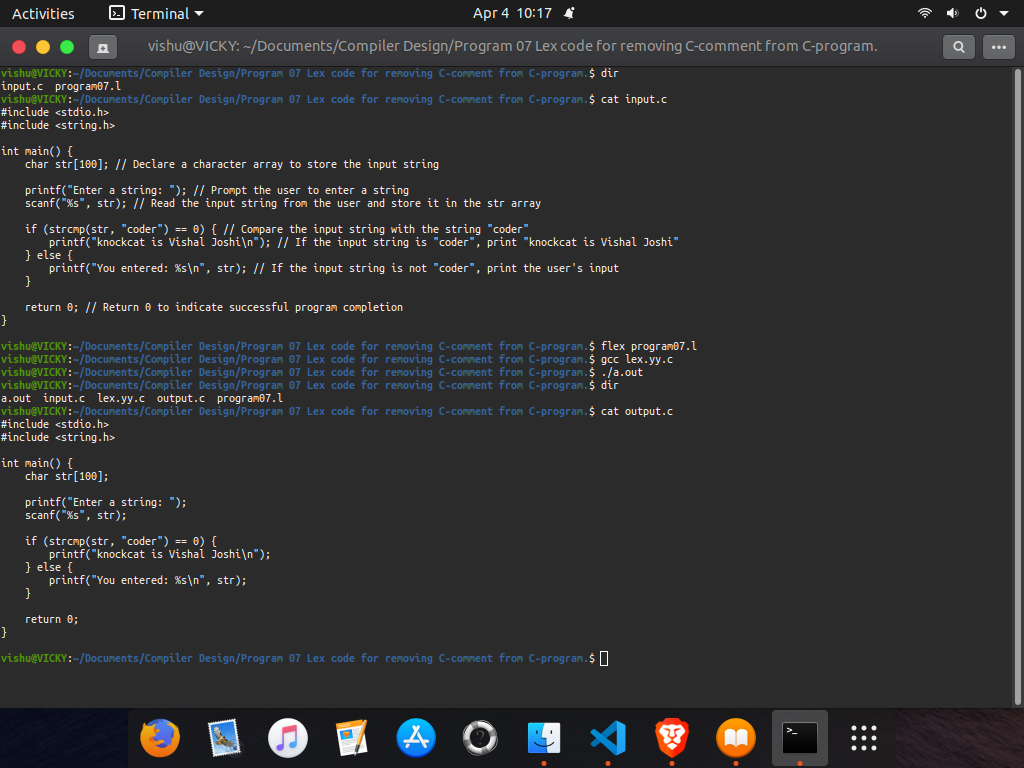 Activities Terminal Apr 4 10:17
vishu@VICKY: ~/Documents/Compiler Design/Program 07 Lex code for removing C-comment from C-program.
vishu@VICKY:~/Documents/Compiler Design/Program 07 Lex code for removing C-comment from C-program.$ dir
input.c  program07.l
vishu@VICKY:~/Documents/Compiler Design/Program 07 Lex code for removing C-comment from C-program.$ cat input.c
#include <stdio.h>
#include <string.h>

int main() {
    char str[100]; // Declare a character array to store the input string

    printf("Enter a string: "); // Prompt the user to enter a string
    scanf("%s", str); // Read the input string from the user and store it in the str array

    if (strcmp(str, "coder") == 0) { // Compare the input string with the string "coder"
        printf("knockcat is Vishal Joshi\n"); // If the input string is "coder", print "knockcat is Vishal Joshi"
    } else {
        printf("You entered: %s\n", str); // If the input string is not "coder", print the user's input
    }

    return 0; // Return 0 to indicate successful program completion
}

vishu@VICKY:~/Documents/Compiler Design/Program 07 Lex code for removing C-comment from C-program.$ flex program07.l
vishu@VICKY:~/Documents/Compiler Design/Program 07 Lex code for removing C-comment from C-program.$ gcc lex.yy.c
vishu@VICKY:~/Documents/Compiler Design/Program 07 Lex code for removing C-comment from C-program.$ ./a.out
vishu@VICKY:~/Documents/Compiler Design/Program 07 Lex code for removing C-comment from C-program.$ dir
a.out  input.c  lex.yy.c  output.c  program07.l
vishu@VICKY:~/Documents/Compiler Design/Program 07 Lex code for removing C-comment from C-program.$ cat output.c
#include <stdio.h>
#include <string.h>

int main() {
    char str[100];

    printf("Enter a string: ");
    scanf("%s", str);

    if (strcmp(str, "coder") == 0) {
        printf("knockcat is Vishal Joshi\n");
    } else {
        printf("You entered: %s\n", str);
    }

    return 0;
}

vishu@VICKY:~/Documents/Compiler Design/Program 07 Lex code for removing C-comment from C-program.$